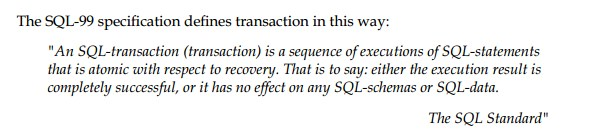 The SQL-99 specification defines transaction in this way:
"An SQL-transaction (transaction) is a sequence of executions of SQL-statements
that is atomic with respect to recovery. That is to say: either the execution result is
completely successful, or it has no effect on any SQL-schemas or SQL-data.
The SQL Standard"